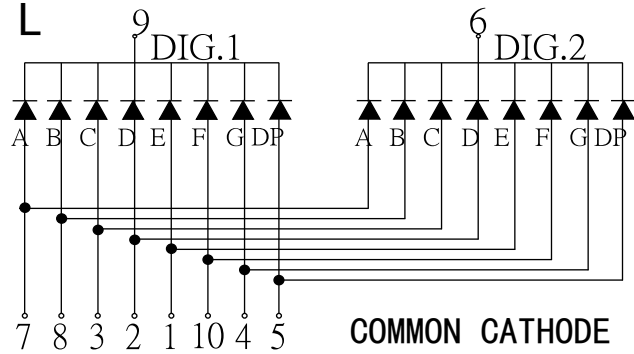 L
9 6
DIG.1 DIG.2
A B C D E F G DP A B C D E F G DP
7 8 3 2 1 10 4 5
COMMON CATHODE